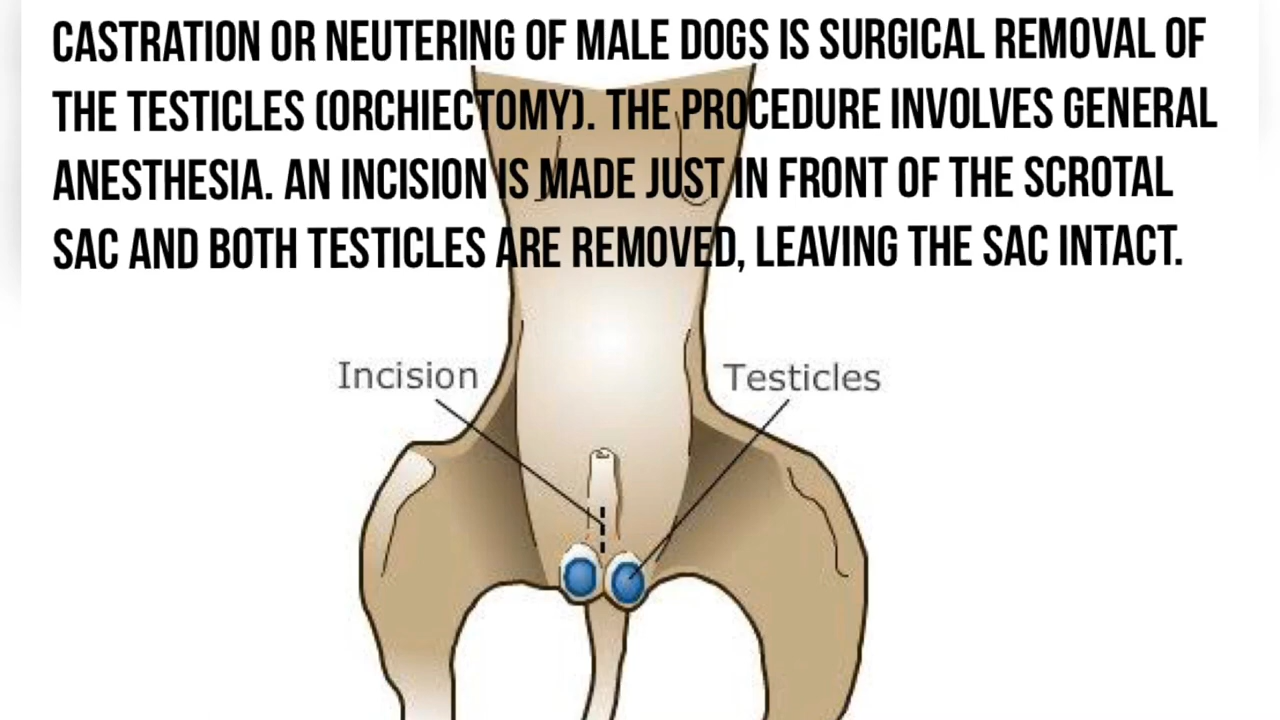 CASTRATION OR NEUTERING OF MALE DOGS IS SURGICAL REMOVAL OF
THE TESTICLES (ORCHIECTOMY). THE PROCEDURE INVOLVES GENERAL
ANESTHESIA. AN INCISION IS MADE JUST IN FRONT OF THE SCROTAL
SAC AND BOTH TESTICLES ARE REMOVED, LEAVING THE SAC INTACT.
Incision
Testicles